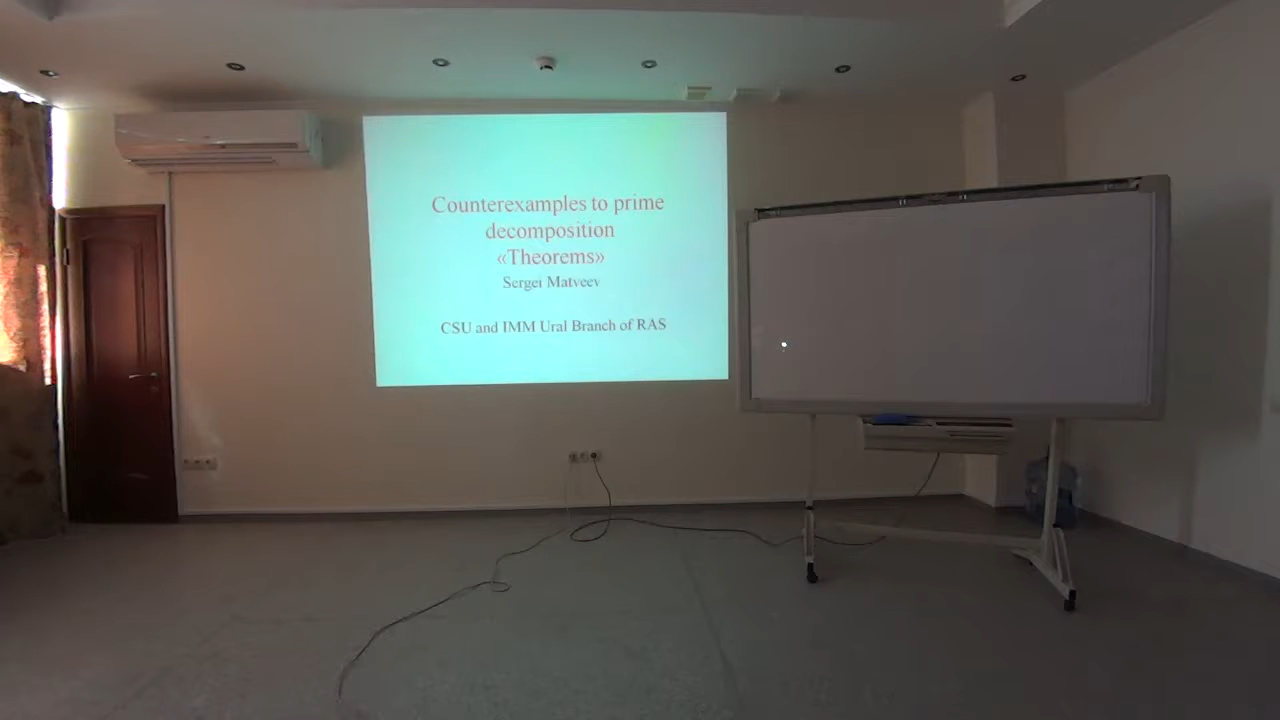 Counterexamples to prime
decomposition
«Theorems»
Sergei Matveev
CSU and IMM Ural Branch of RAS